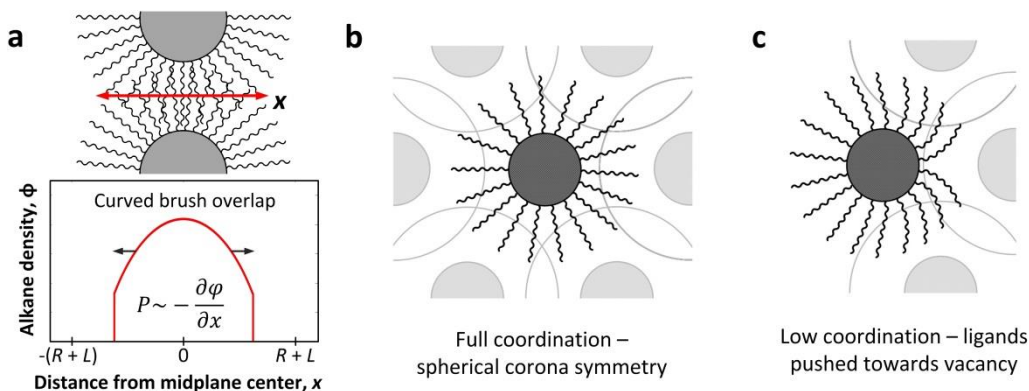 a
x
Curved brush overlap
Alkane density, Φ
P ~ − ∂φ/∂x
-(R + L) 0 R + L
Distance from midplane center, x
b
Full coordination –
spherical corona symmetry
c
Low coordination – ligands
pushed towards vacancy